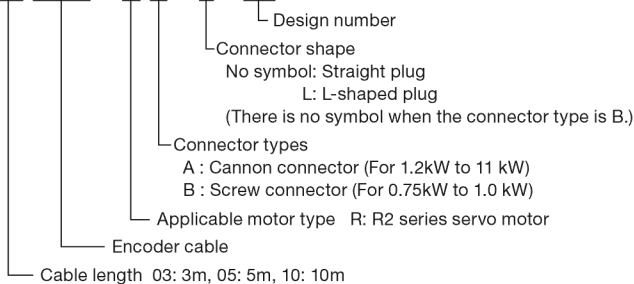 Design number
Connector shape
No symbol: Straight plug
L: L-shaped plug
(There is no symbol when the connector type is B.)
Connector types
A : Cannon connector (For 1.2kW to 11 kW)
B : Screw connector (For 0.75kW to 1.0 kW)
Applicable motor type R: R2 series servo motor
Encoder cable
Cable length 03: 3m, 05: 5m, 10: 10m